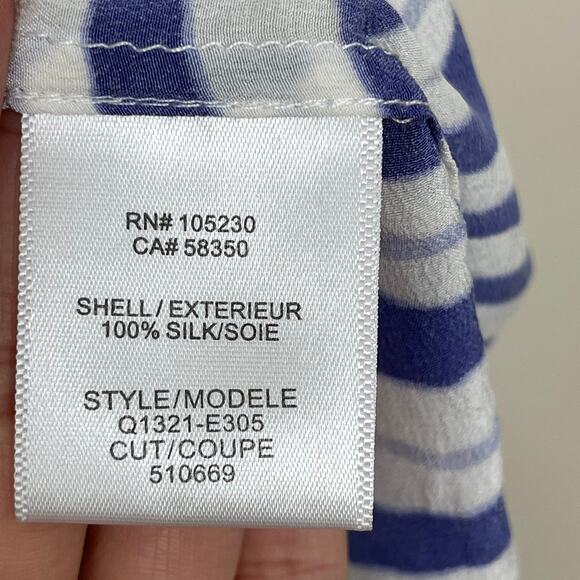 RN# 105230
CA# 58350
SHELL/EXTERIEUR
100% SILK/SOIE
STYLE/MODELE
Q1321-E305
CUT/COUPE
510669